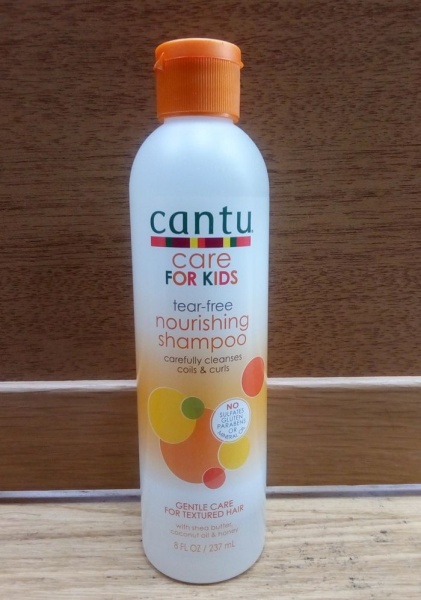 cantu
care
FOR KIDS
tear-free
nourishing
shampoo
carefully cleanses
coils & curls
NO
SULFATES
GLUTEN
PARABENS
OR
MINERAL OIL
GENTLE CARE
FOR TEXTURED HAIR
with shea butter,
coconut oil & honey
8 FL OZ / 237 mL